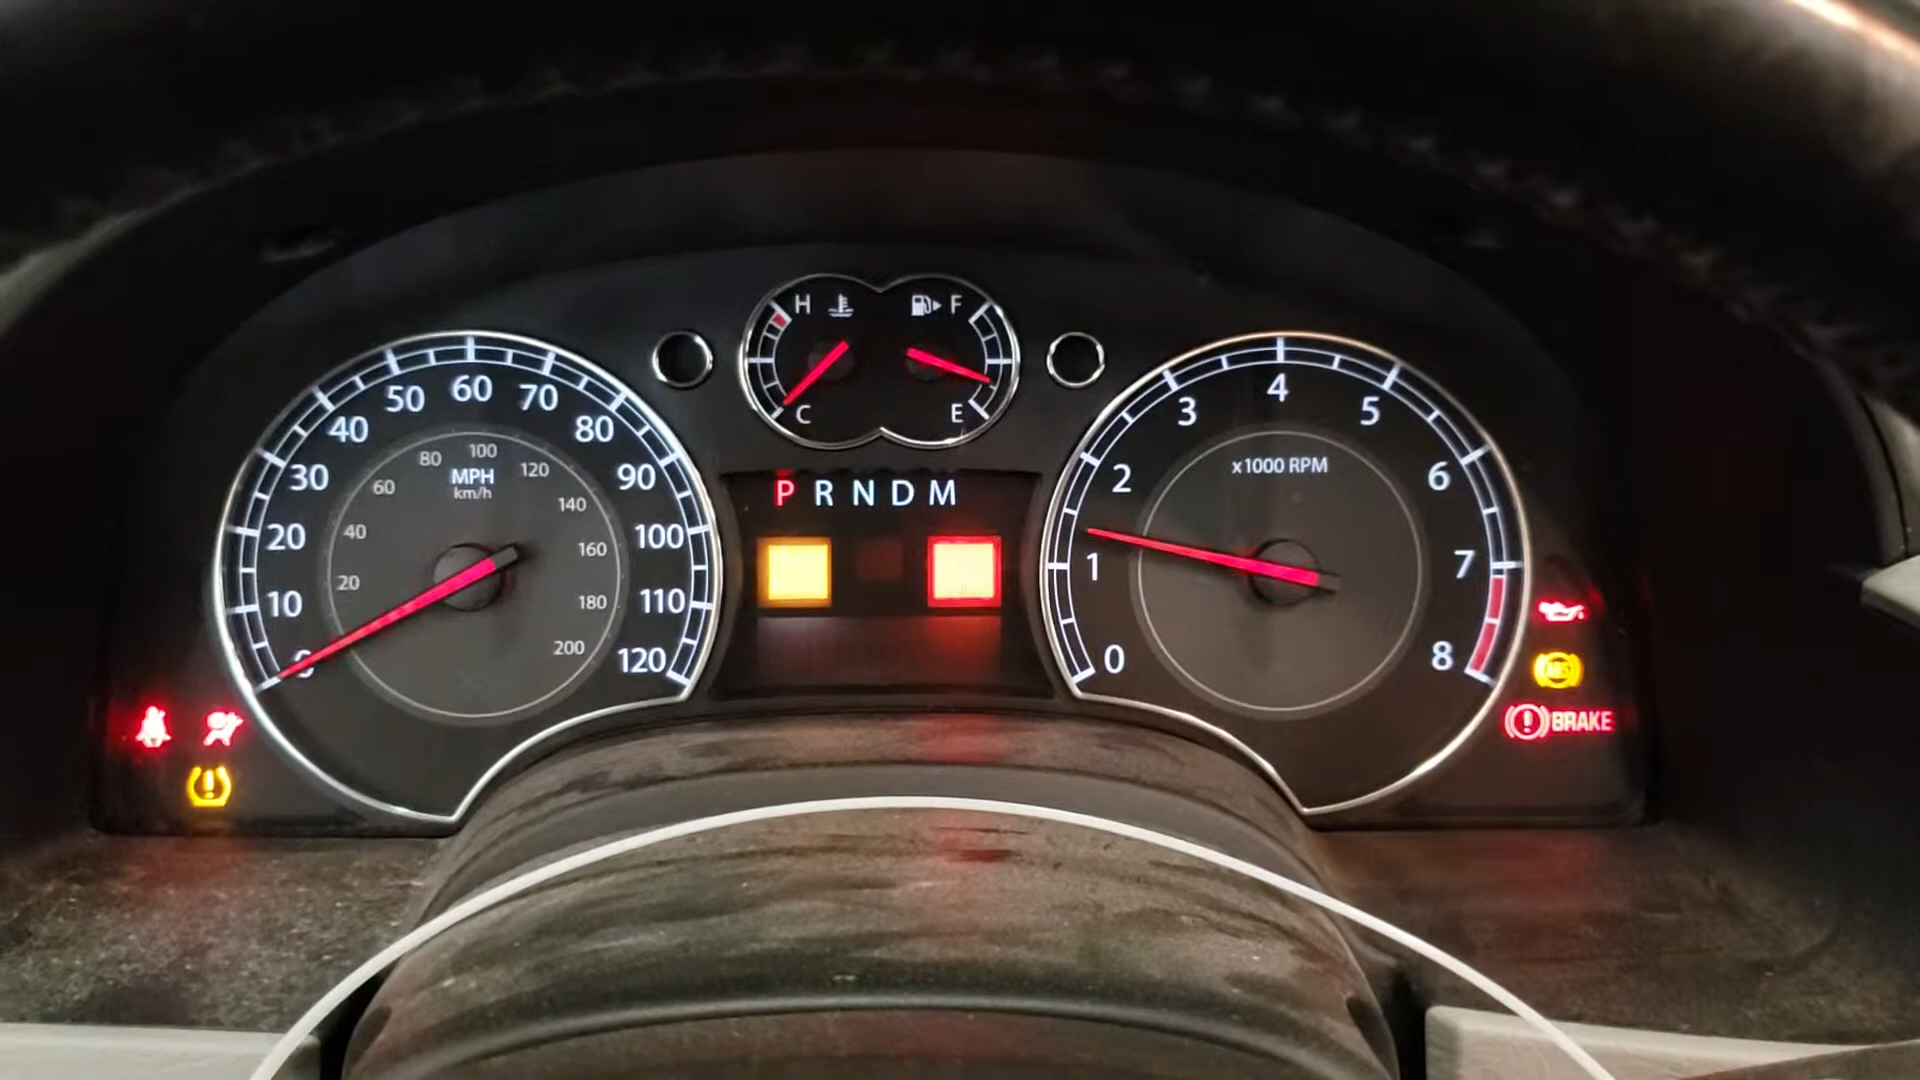 H F
C E
0 10 20 30 40 50 60 70 80 90 100 110 120
MPH
km/h
20 40 60 80 100 120 140 160 180 200
P R N D M
0 1 2 3 4 5 6 7 8
x1000 RPM
ABS
BRAKE